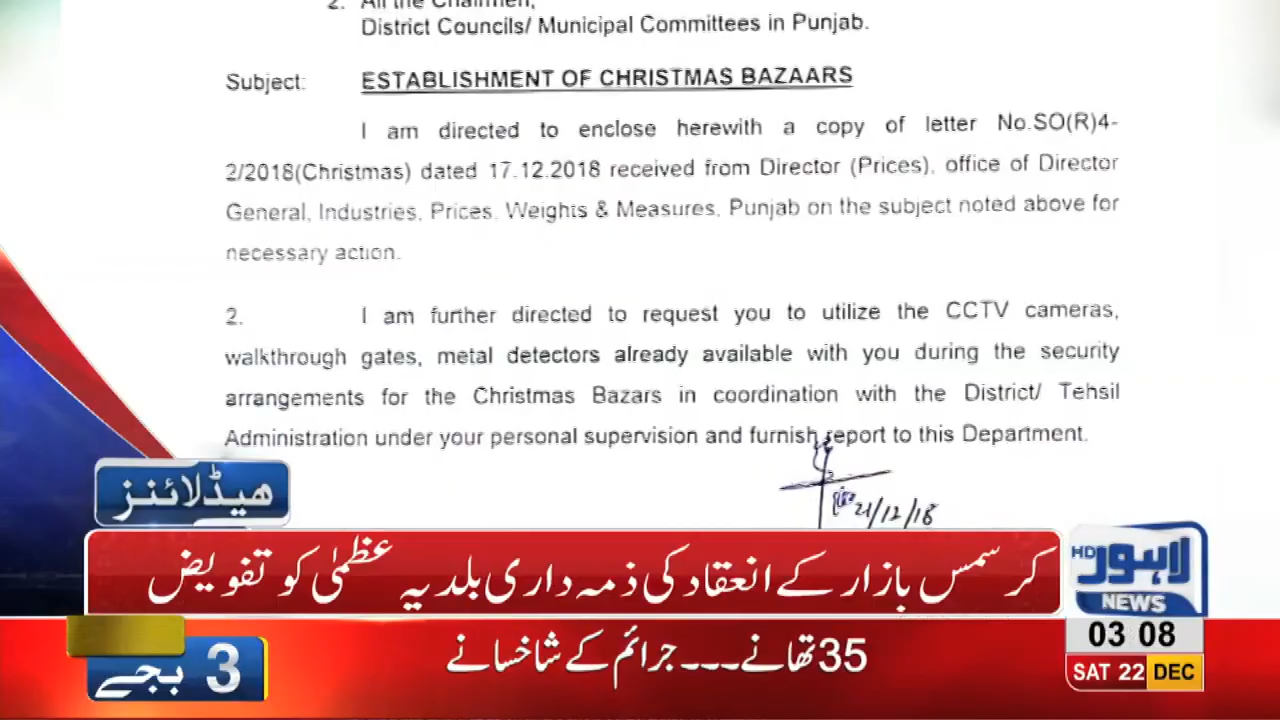 2. All the Chairmen,
District Councils/ Municipal Committees in Punjab.
Subject: ESTABLISHMENT OF CHRISTMAS BAZAARS
I am directed to enclose herewith a copy of letter No.SO(R)4-
2/2018(Christmas) dated 17.12.2018 received from Director (Prices), office of Director
General, Industries, Prices, Weights & Measures, Punjab on the subject noted above for
necessary action.
2. I am further directed to request you to utilize the CCTV cameras,
walkthrough gates, metal detectors already available with you during the security
arrangements for the Christmas Bazars in coordination with the District/ Tehsil
Administration under your personal supervision and furnish report to this Department.
21/12/18
ھیڈلائنز
کرسمس بازار کے انعقاد کی ذمہ داری بلدیہ عظمیٰ کو تفویض
HD لاہور
NEWS
35 تھانے ۔۔۔ جرائم کے شاخسانے
3 بجے
03 08
SAT 22 DEC